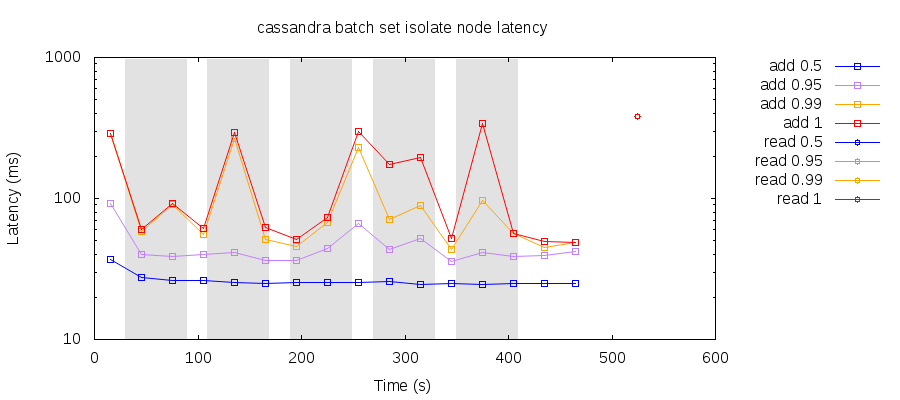 cassandra batch set isolate node latency
1000
100
10
Latency (ms)
0 100 200 300 400 500 600
Time (s)
add 0.5
add 0.95
add 0.99
add 1
read 0.5
read 0.95
read 0.99
read 1